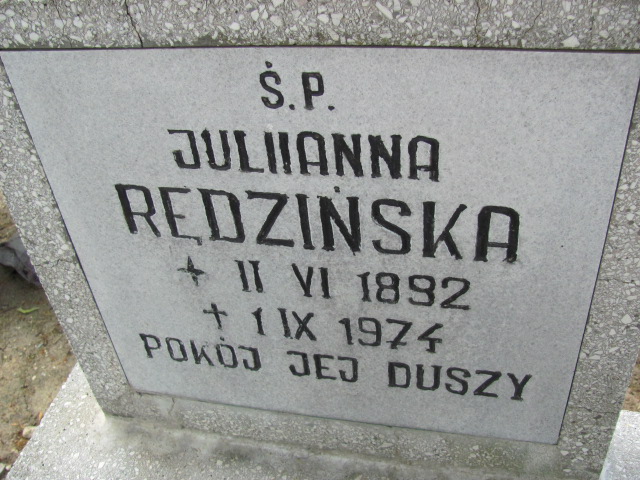 Ś.P.
JULIIANNA
RĘDZIŃSKA
* 11 VI 1892
+ 1 IX 1974
POKÓJ JEJ DUSZY